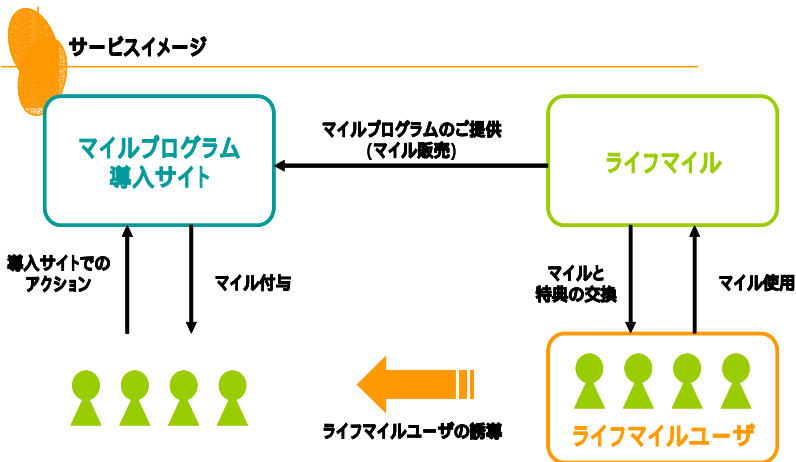 サービスイメージ
マイルプログラム
導入サイト
マイルプログラムのご提供
(マイル販売)
ライフマイル
導入サイトでの
アクション
マイル付与
マイルと
特典の交換
マイル使用
ライフマイルユーザの誘導
ライフマイルユーザ